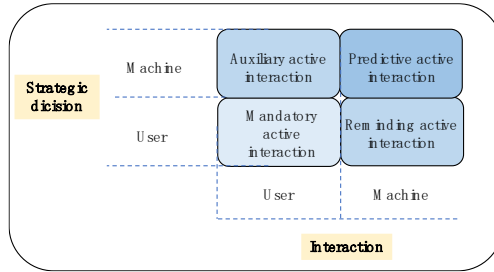 Machine
Auxiliary active
interaction
Predictive active
interaction
Strategic
dicision
User
Mandatory
active
interaction
Reminding active
interaction
User
Machine
Interaction